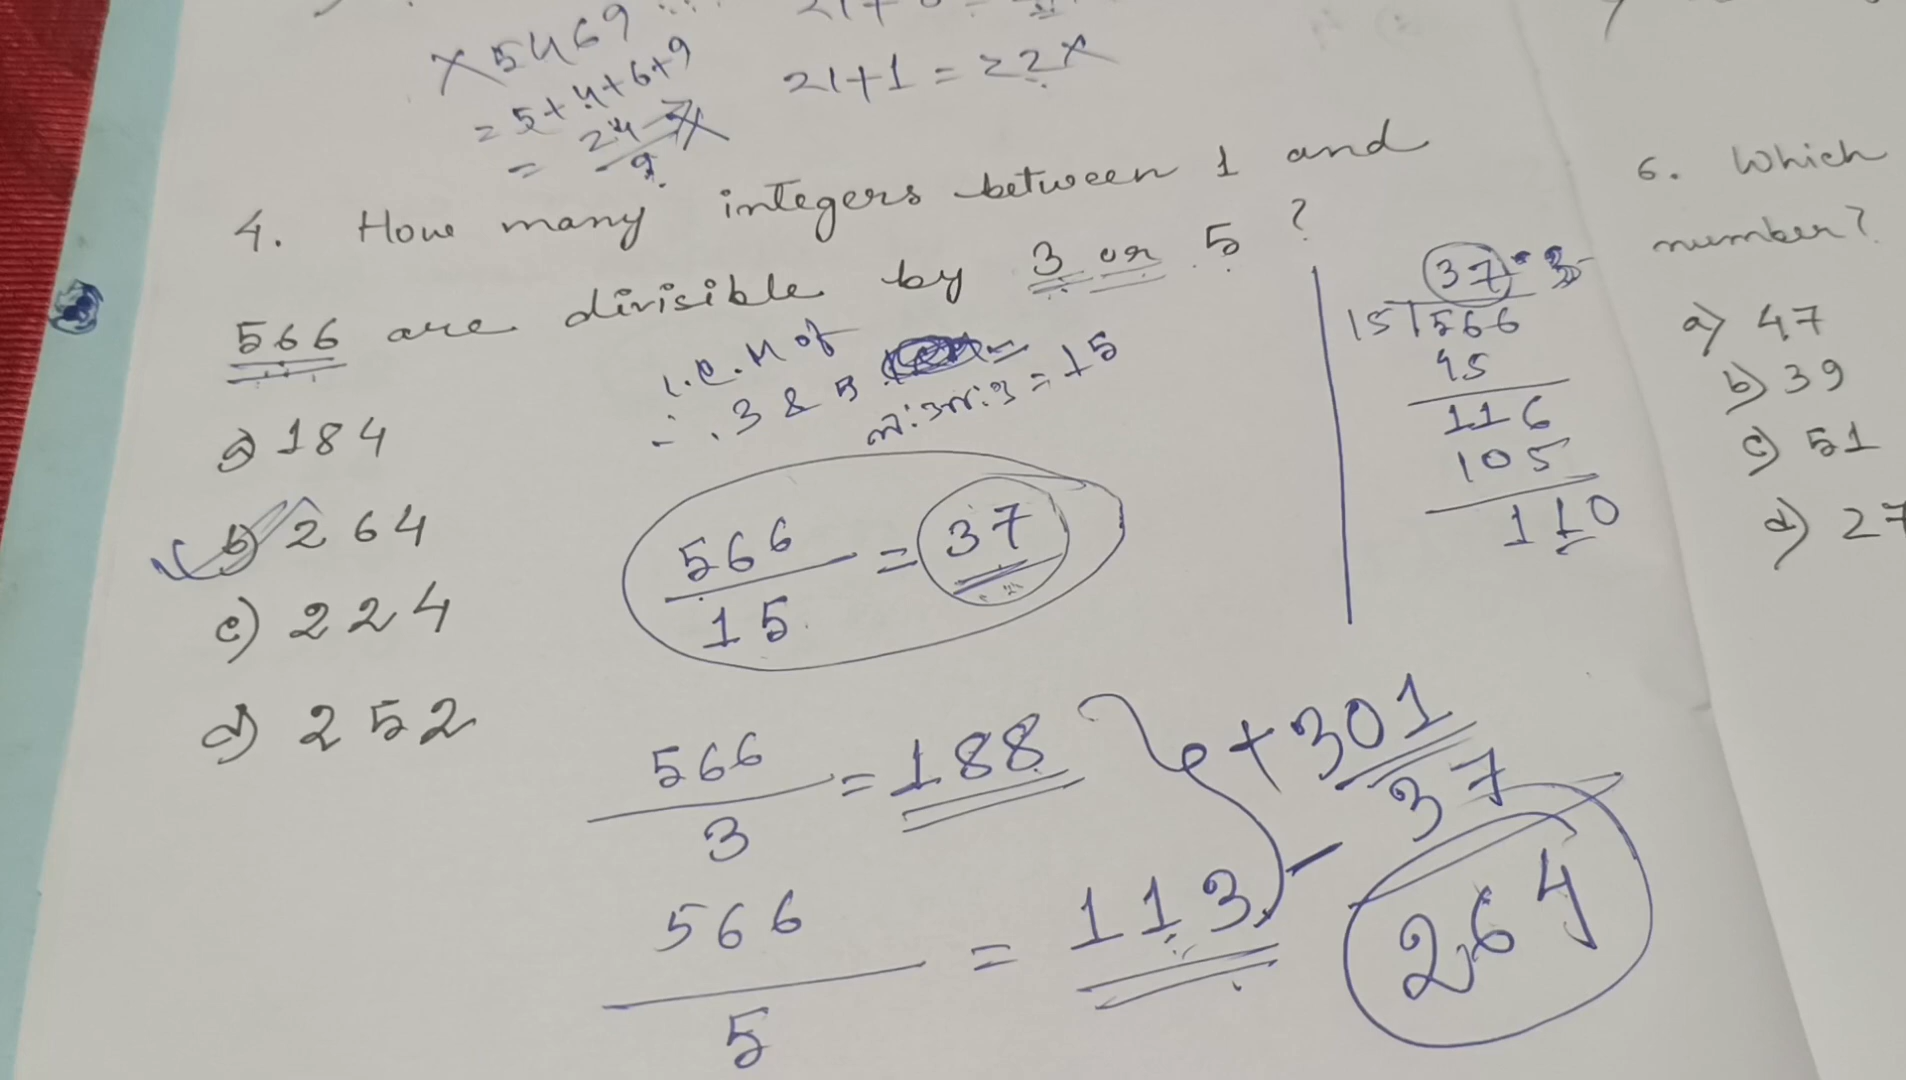 ×5469
= 5+4+6+9
= 24
9
21+1 = 22×
4. How many integers between 1 and
566 are divisible by 3 or 5 ?
a) 184
b) 264
c) 224
d) 252
L.C.M of
∴ 3 & 5
= 15
566
15
= 37
37
15)566
45
116
105
110
566
3
= 188
566
5
= 113
+301
- 37
264
6. Which
number?
a) 47
b) 39
c) 51
d) 27